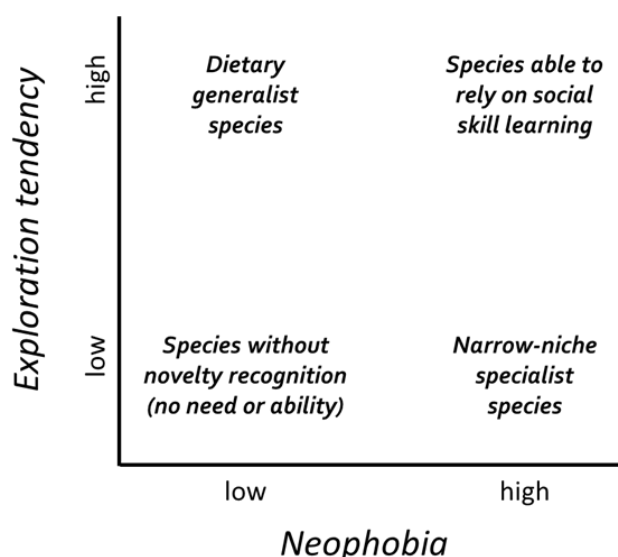 Exploration tendency
high
low
Dietary
generalist
species
Species able to
rely on social
skill learning
Species without
novelty recognition
(no need or ability)
Narrow-niche
specialist
species
low
high
Neophobia